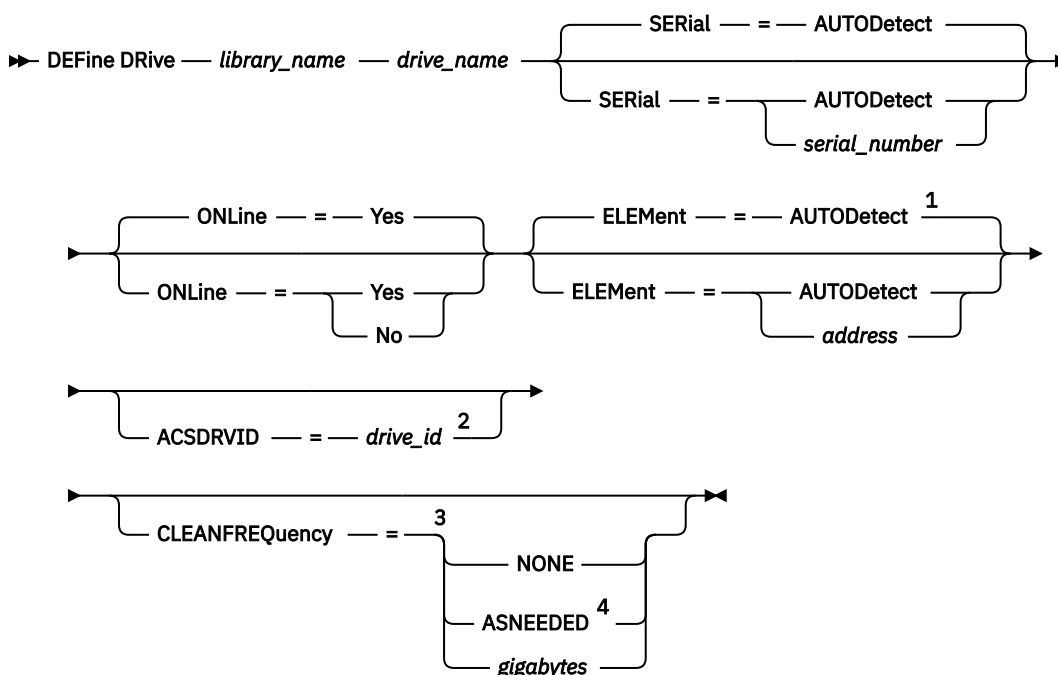 SERial = AUTODetect
DEFine DRive library_name drive_name
SERial = AUTODetect
serial_number
ONLine = Yes ELEMent = AUTODetect 1
ONLine = Yes ELEMent = AUTODetect
No address
ACSDRVID = drive_id 2
CLEANFREQuency = 3
NONE
ASNEEDED 4
gigabytes